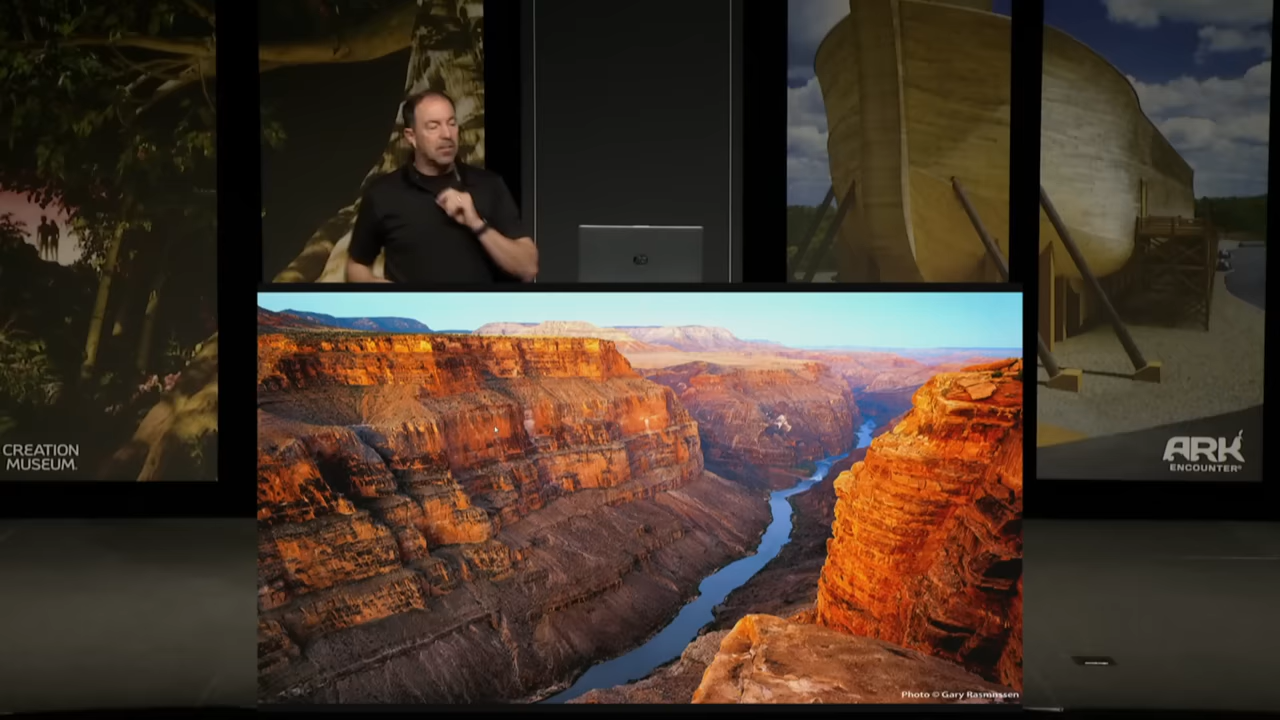 CREATION
MUSEUM
ARK
ENCOUNTER
Photo © Gary Rasmussen